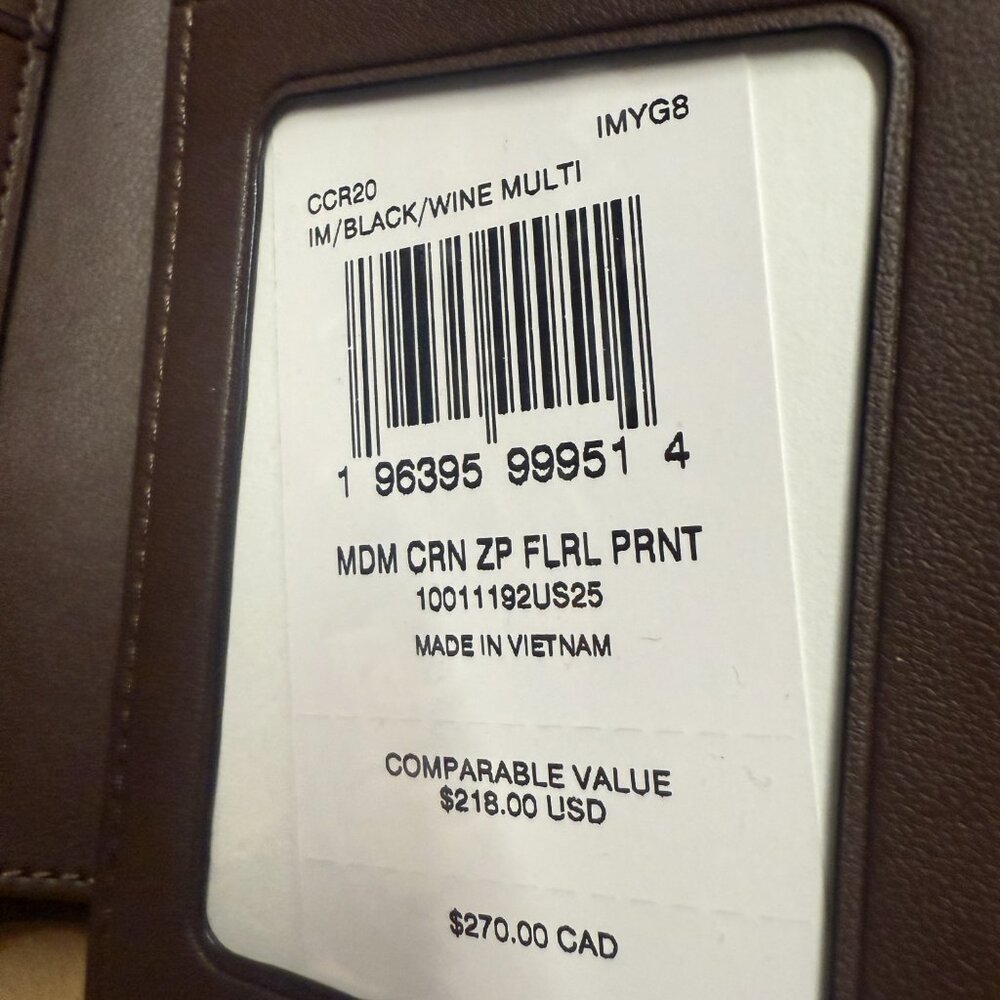 IMYG8
CCR20
IM/BLACK/WINE MULTI
1 96395 99951 4
MDM CRN ZP FLRL PRNT
10011192US25
MADE IN VIETNAM
COMPARABLE VALUE
$218.00 USD
$270.00 CAD